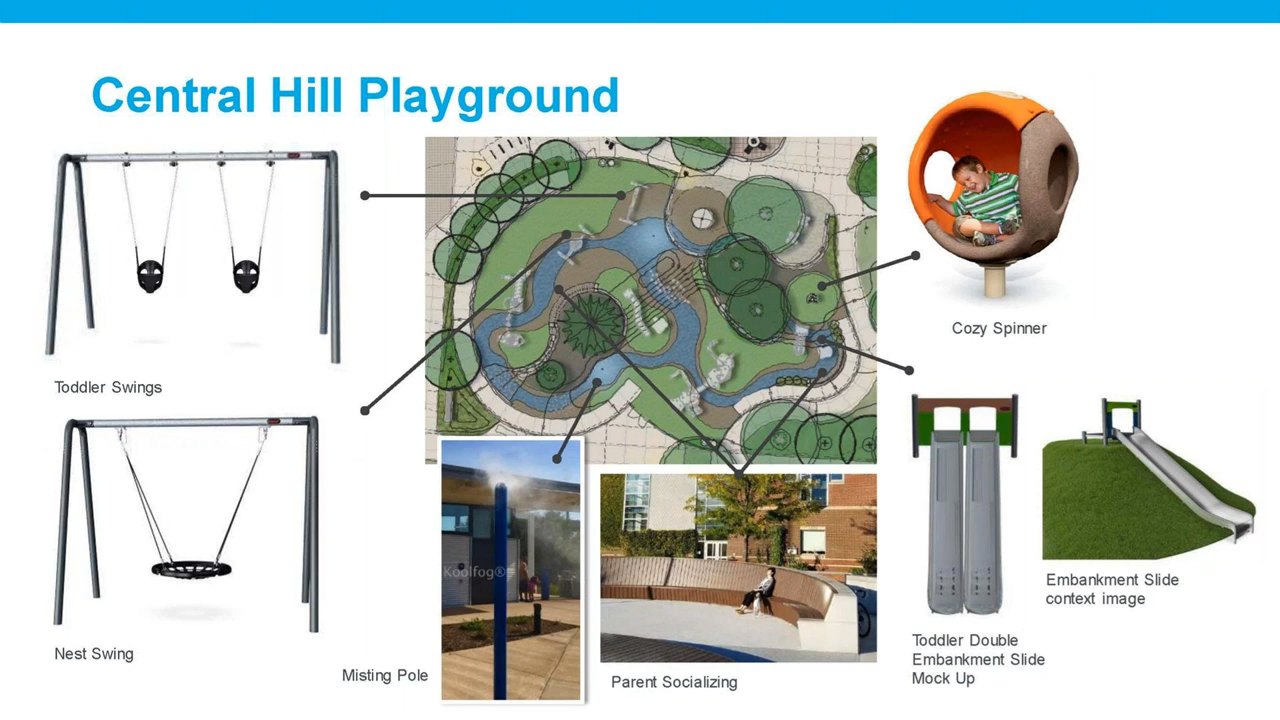 Central Hill Playground
Toddler Swings
Cozy Spinner
Nest Swing
Koolfog®
Misting Pole
Parent Socializing
Toddler Double
Embankment Slide
Mock Up
Embankment Slide
context image